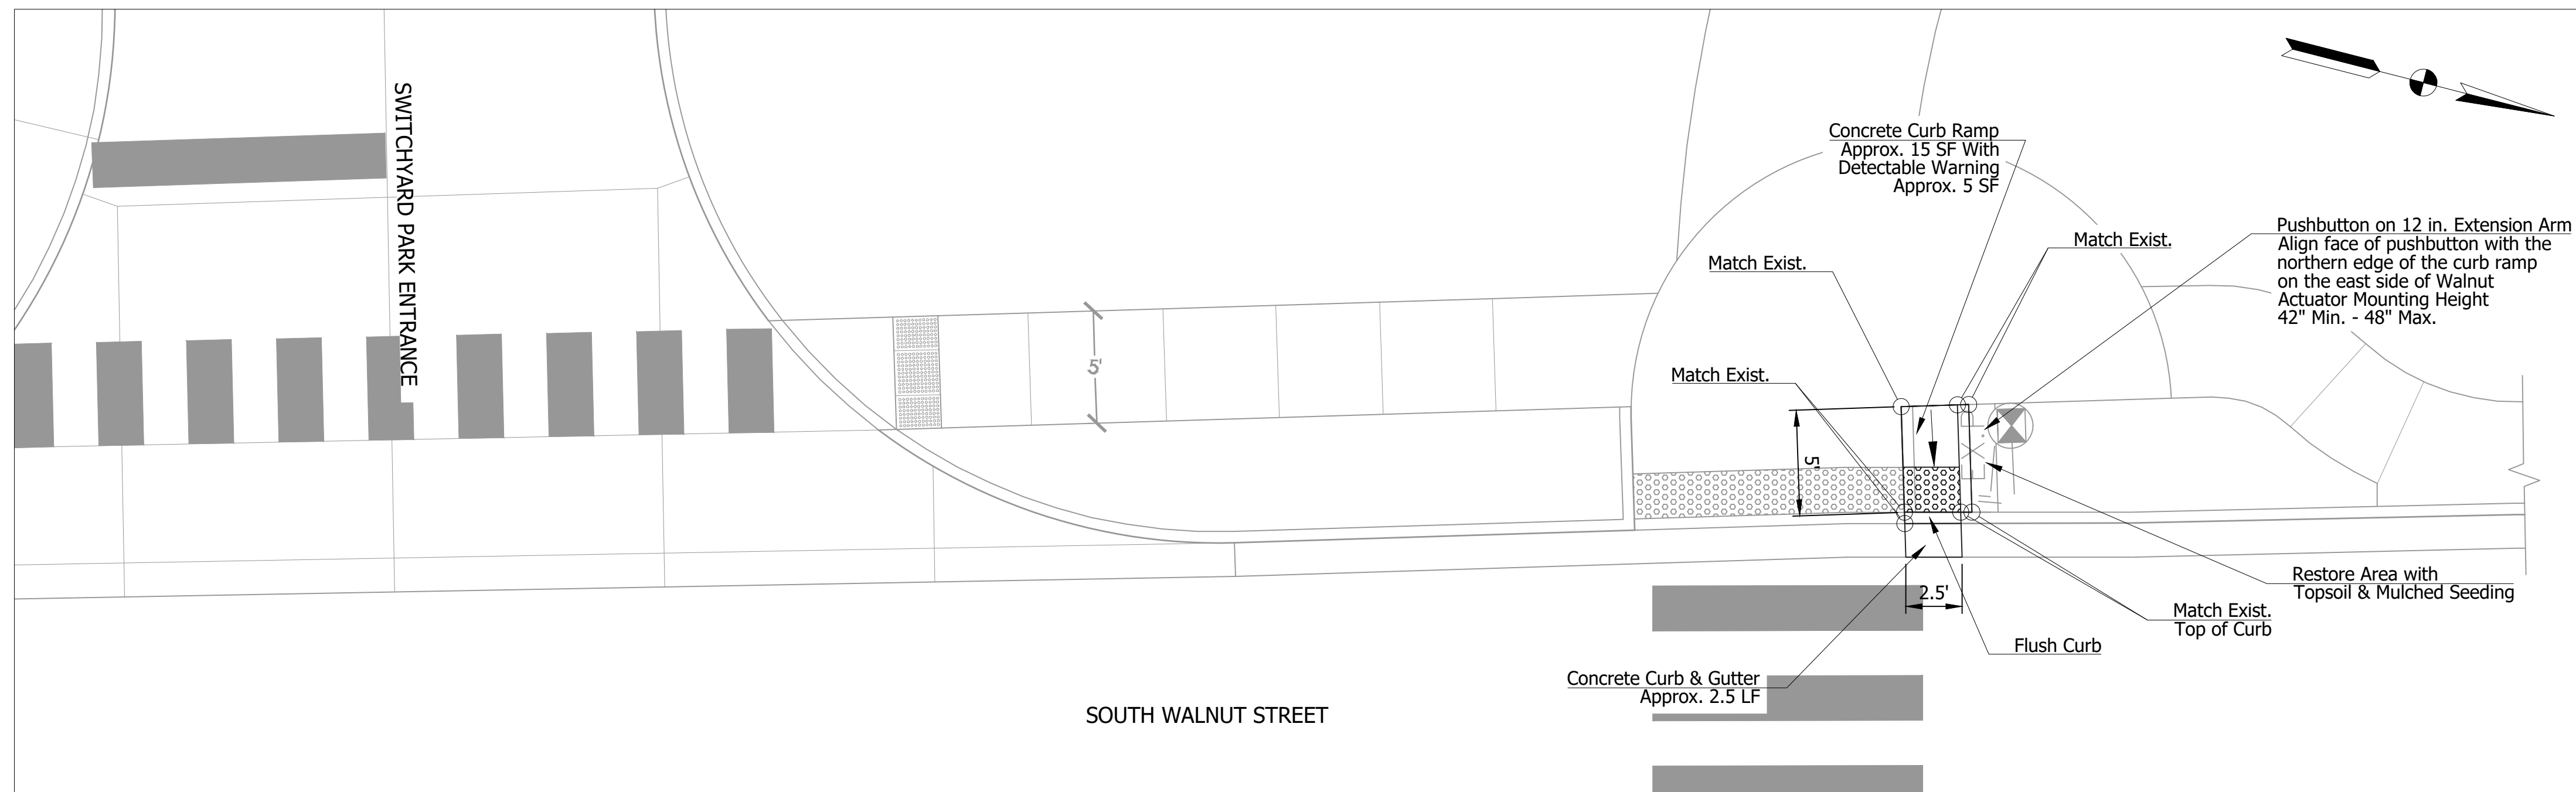 SWITCHYARD PARK ENTRANCE
Concrete Curb Ramp
Approx. 15 SF With
Detectable Warning
Approx. 5 SF
Match Exist.
Match Exist.
Pushbutton on 12 in. Extension Arm
Align face of pushbutton with the
northern edge of the curb ramp
on the east side of Walnut
Actuator Mounting Height
42" Min. - 48" Max.
5'
Match Exist.
5'
2.5'
Restore Area with
Topsoil & Mulched Seeding
Match Exist.
Top of Curb
Flush Curb
Concrete Curb & Gutter
Approx. 2.5 LF
SOUTH WALNUT STREET